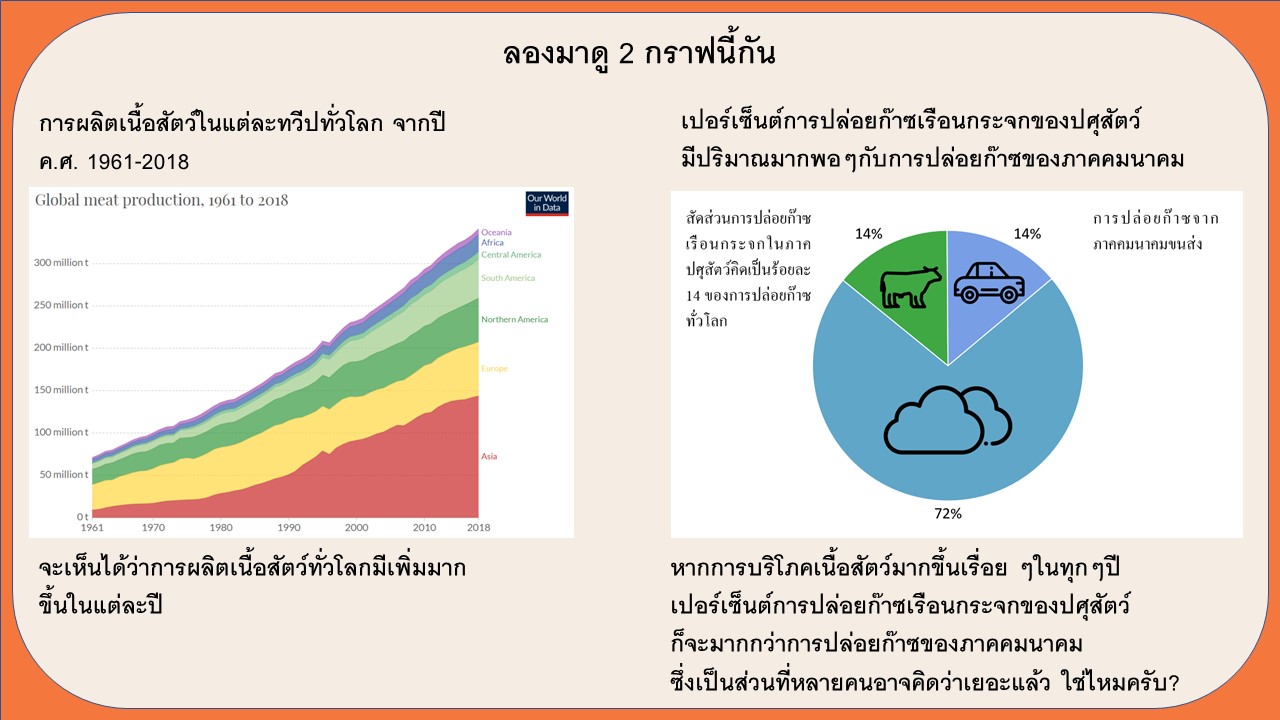 ลองมาดู 2 กราฟนี้กัน
การผลิตเนื้อสัตว์ในแต่ละทวีปทั่วโลก จากปี
ค.ศ. 1961-2018
Global meat production, 1961 to 2018
Our World
in Data
300 million t
250 million t
200 million t
150 million t
100 million t
50 million t
0 t
1961
1970
1980
1990
2000
2010
2018
Oceania
Africa
Central America
South America
Northern America
Europe
Asia
จะเห็นได้ว่าการผลิตเนื้อสัตว์ทั่วโลกมีเพิ่มมาก
ขึ้นในแต่ละปี
เปอร์เซ็นต์การปล่อยก๊าซเรือนกระจกของปศุสัตว์
มีปริมาณมากพอๆกับการปล่อยก๊าซของภาคคมนาคม
สัดส่วนการปล่อยก๊าซ
เรือนกระจกในภาค
ปศุสัตว์คิดเป็นร้อยละ
14 ของการปล่อยก๊าซ
ทั่วโลก
14%
14%
การปล่อยก๊าซจาก
ภาคคมนาคมขนส่ง
72%
หากการบริโภคเนื้อสัตว์มากขึ้นเรื่อย ๆในทุกๆปี
เปอร์เซ็นต์การปล่อยก๊าซเรือนกระจกของปศุสัตว์
ก็จะมากกว่าการปล่อยก๊าซของภาคคมนาคม
ซึ่งเป็นส่วนที่หลายคนอาจคิดว่าเยอะแล้ว ใช่ไหมครับ?